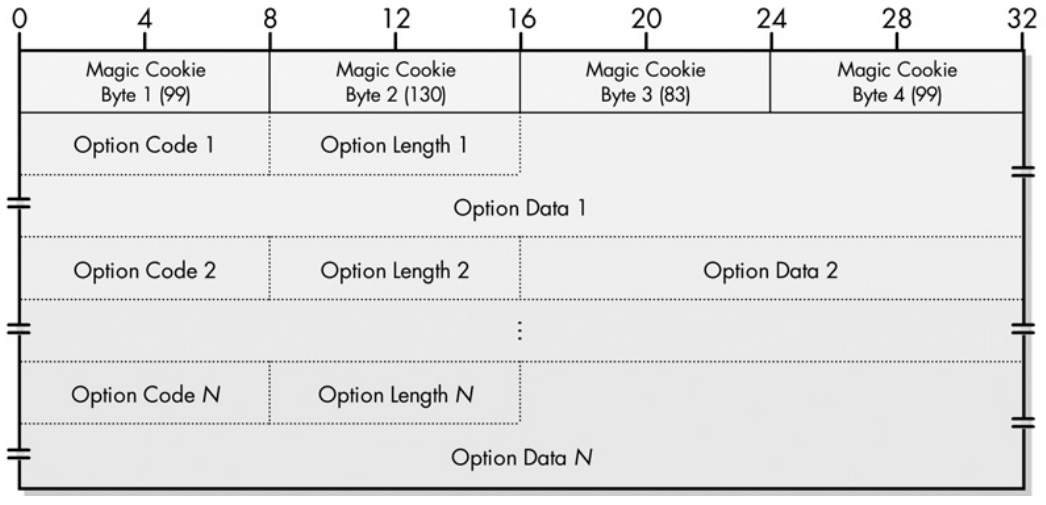 0 4 8 12 16 20 24 28 32
Magic Cookie Byte 1 (99)
Magic Cookie Byte 2 (130)
Magic Cookie Byte 3 (83)
Magic Cookie Byte 4 (99)
Option Code 1
Option Length 1
Option Data 1
Option Code 2
Option Length 2
Option Data 2
⋮
Option Code N
Option Length N
Option Data N